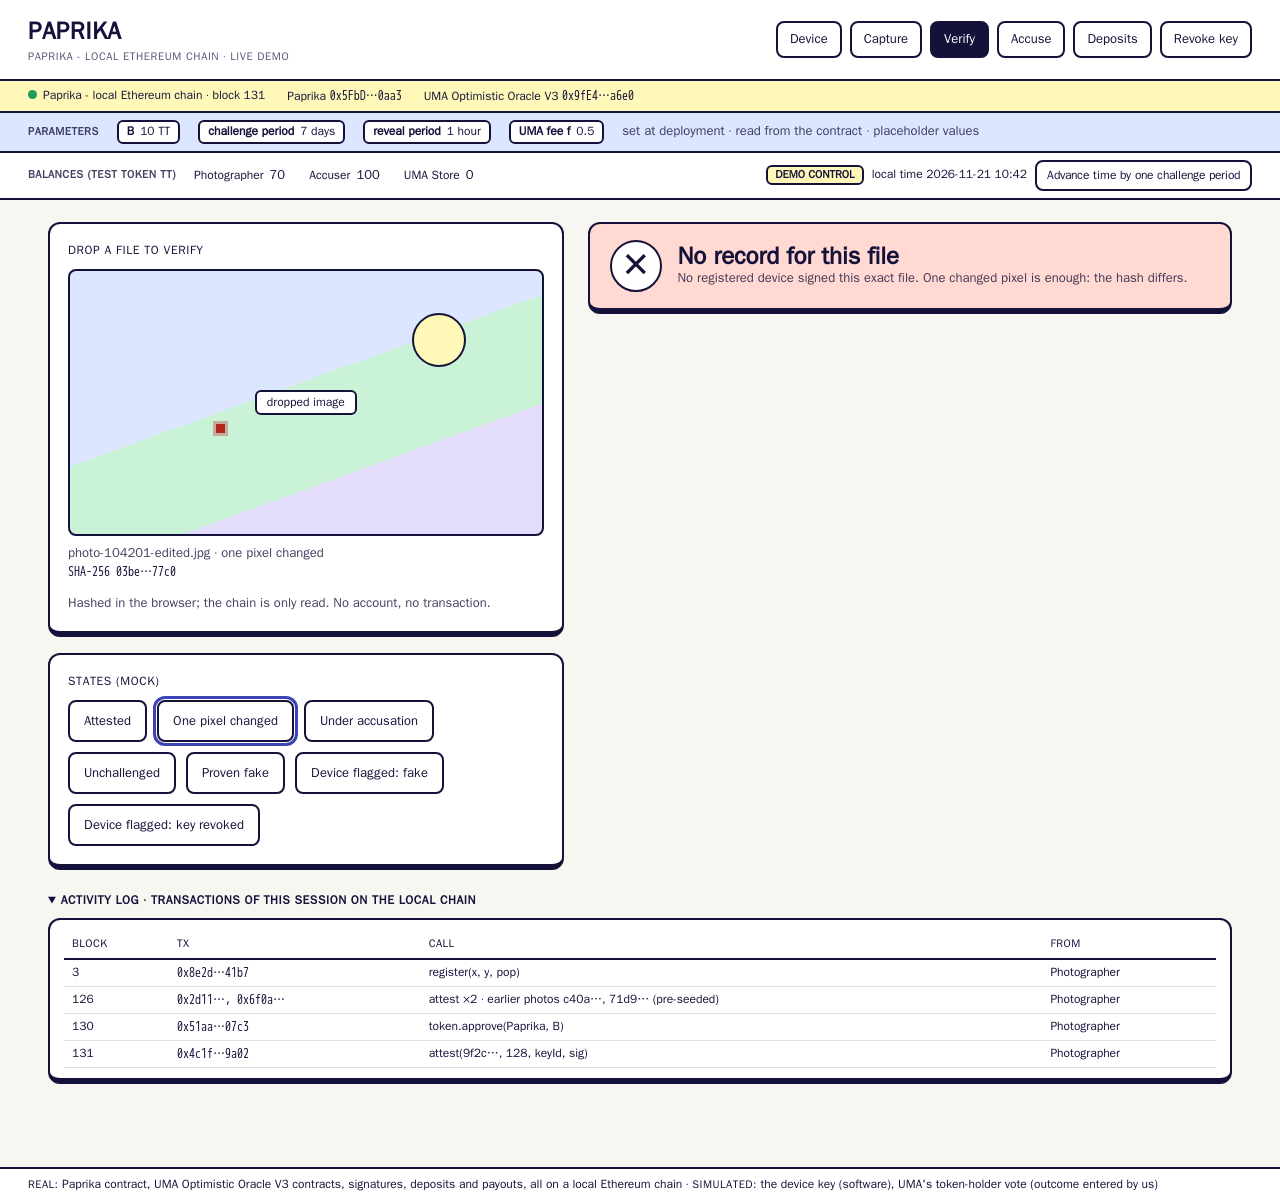 PAPRIKA
PAPRIKA - LOCAL ETHEREUM CHAIN · LIVE DEMO
Device
Capture
Verify
Accuse
Deposits
Revoke key
Paprika - local Ethereum chain · block 131
Paprika 0x5FbD···0aa3
UMA Optimistic Oracle V3 0x9fE4···a6e0
PARAMETERS
B 10 TT
challenge period 7 days
reveal period 1 hour
UMA fee f 0.5
set at deployment · read from the contract · placeholder values
BALANCES (TEST TOKEN TT)
Photographer 70
Accuser 100
UMA Store 0
DEMO CONTROL
local time 2026-11-21 10:42
Advance time by one challenge period
DROP A FILE TO VERIFY
dropped image
photo-104201-edited.jpg · one pixel changed
SHA-256 03be···77c0
Hashed in the browser; the chain is only read. No account, no transaction.
No record for this file
No registered device signed this exact file. One changed pixel is enough: the hash differs.
STATES (MOCK)
Attested
One pixel changed
Under accusation
Unchallenged
Proven fake
Device flagged: fake
Device flagged: key revoked
▼ ACTIVITY LOG · TRANSACTIONS OF THIS SESSION ON THE LOCAL CHAIN
BLOCK TX CALL FROM
3 0x8e2d···41b7 register(x, y, pop) Photographer
126 0x2d11···, 0x6f0a··· attest ×2 · earlier photos c40a···, 71d9··· (pre-seeded) Photographer
130 0x51aa···07c3 token.approve(Paprika, B) Photographer
131 0x4c1f···9a02 attest(9f2c···, 128, keyId, sig) Photographer
REAL: Paprika contract, UMA Optimistic Oracle V3 contracts, signatures, deposits and payouts, all on a local Ethereum chain · SIMULATED: the device key (software), UMA's token-holder vote (outcome entered by us)